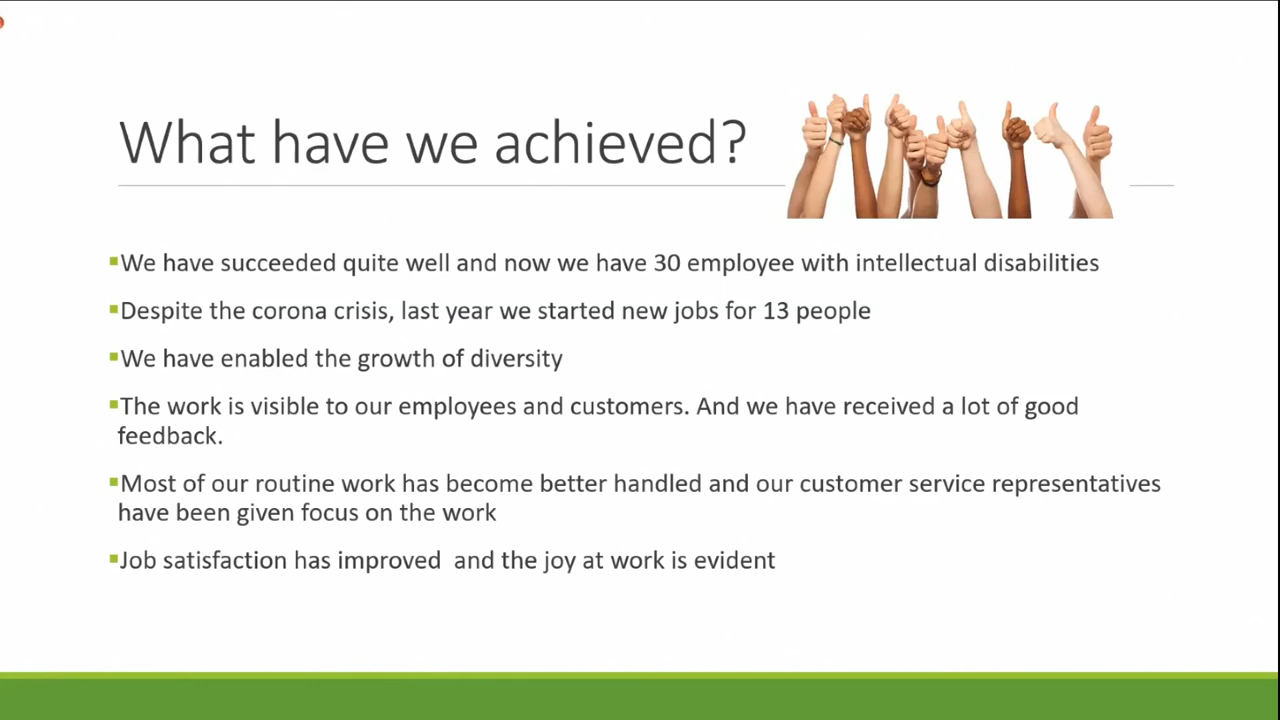 What have we achieved?
▪We have succeeded quite well and now we have 30 employee with intellectual disabilities
▪Despite the corona crisis, last year we started new jobs for 13 people
▪We have enabled the growth of diversity
▪The work is visible to our employees and customers. And we have received a lot of good
feedback.
▪Most of our routine work has become better handled and our customer service representatives
have been given focus on the work
▪Job satisfaction has improved  and the joy at work is evident